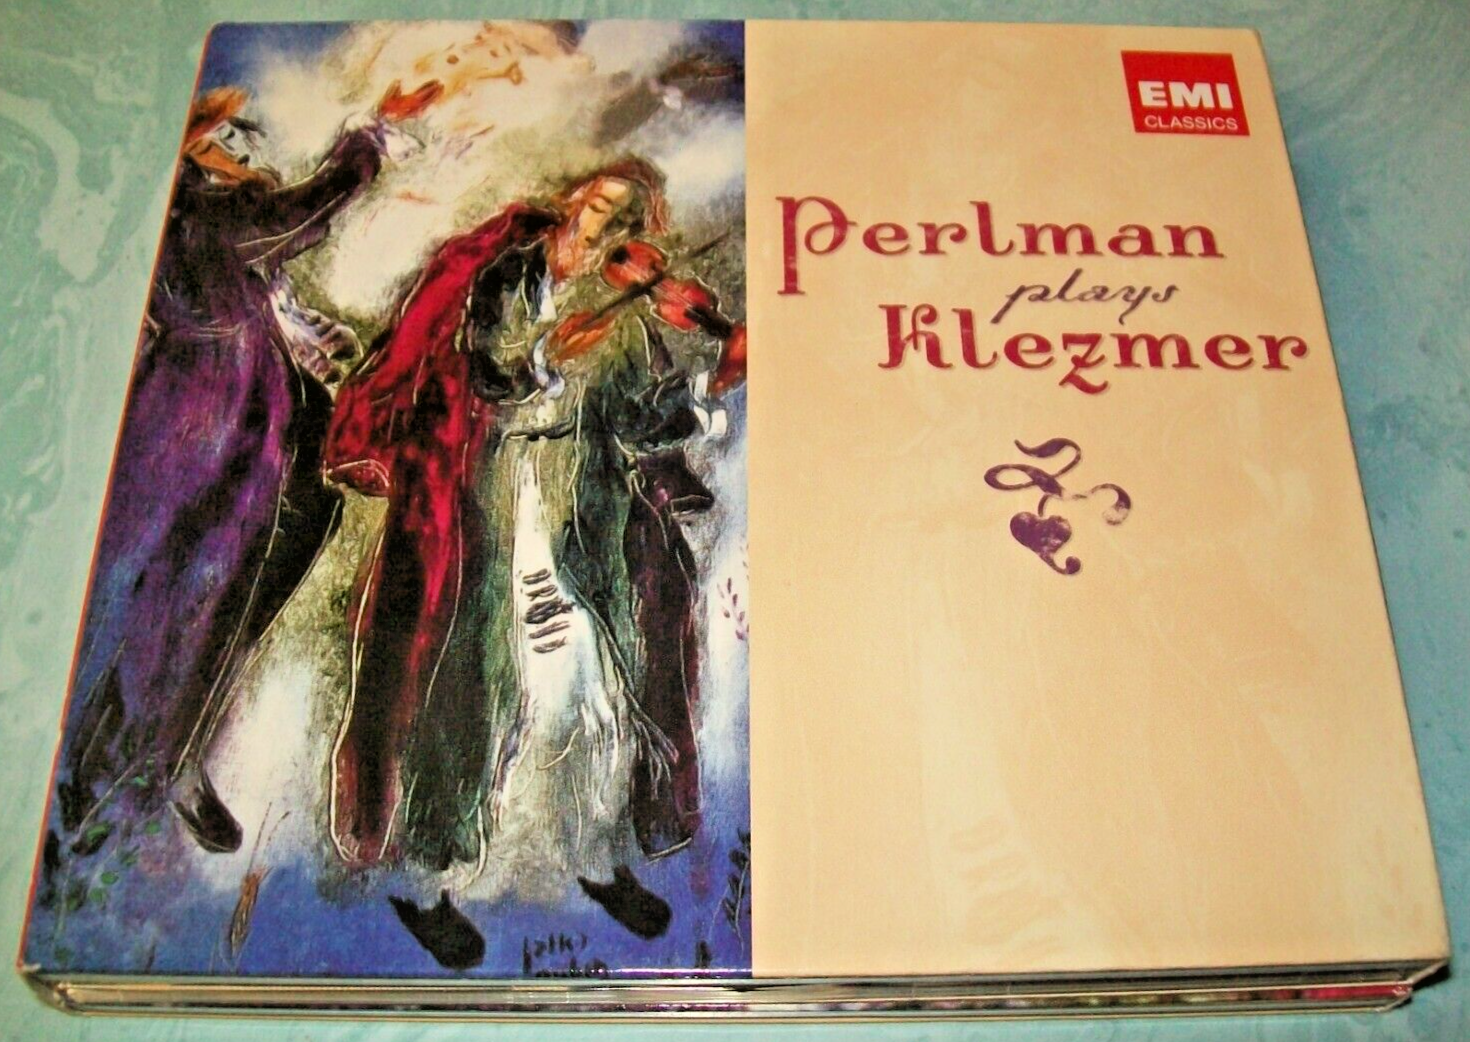 EMI
CLASSICS
Perlman
plays
Klezmer